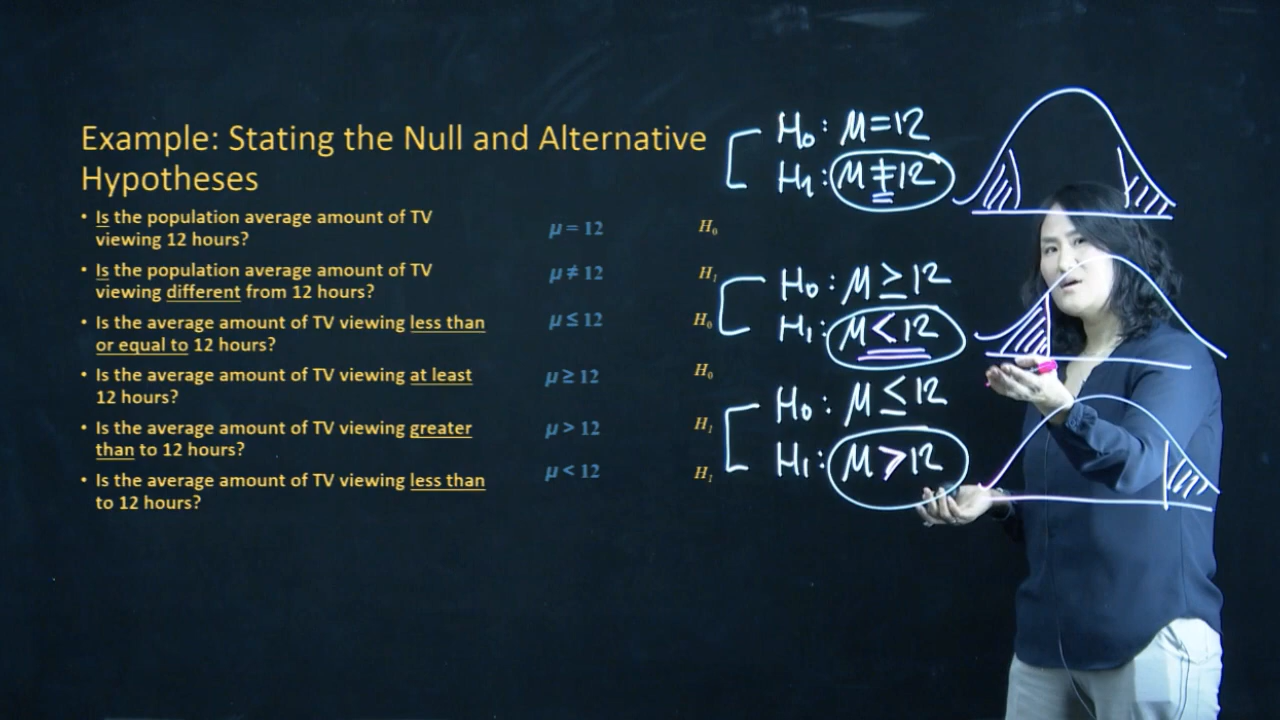 Example: Stating the Null and Alternative
Hypotheses
• Is the population average amount of TV
viewing 12 hours?
μ = 12
H₀
• Is the population average amount of TV
viewing different from 12 hours?
μ ≠ 12
H₁
• Is the average amount of TV viewing less than
or equal to 12 hours?
μ ≤ 12
H₀
• Is the average amount of TV viewing at least
12 hours?
μ ≥ 12
H₀
• Is the average amount of TV viewing greater
than to 12 hours?
μ > 12
H₁
• Is the average amount of TV viewing less than
to 12 hours?
μ < 12
H₁
H₀: μ = 12
H₁: μ ≠ 12
H₀: μ ≥ 12
H₁: μ < 12
H₀: μ ≤ 12
H₁: μ > 12